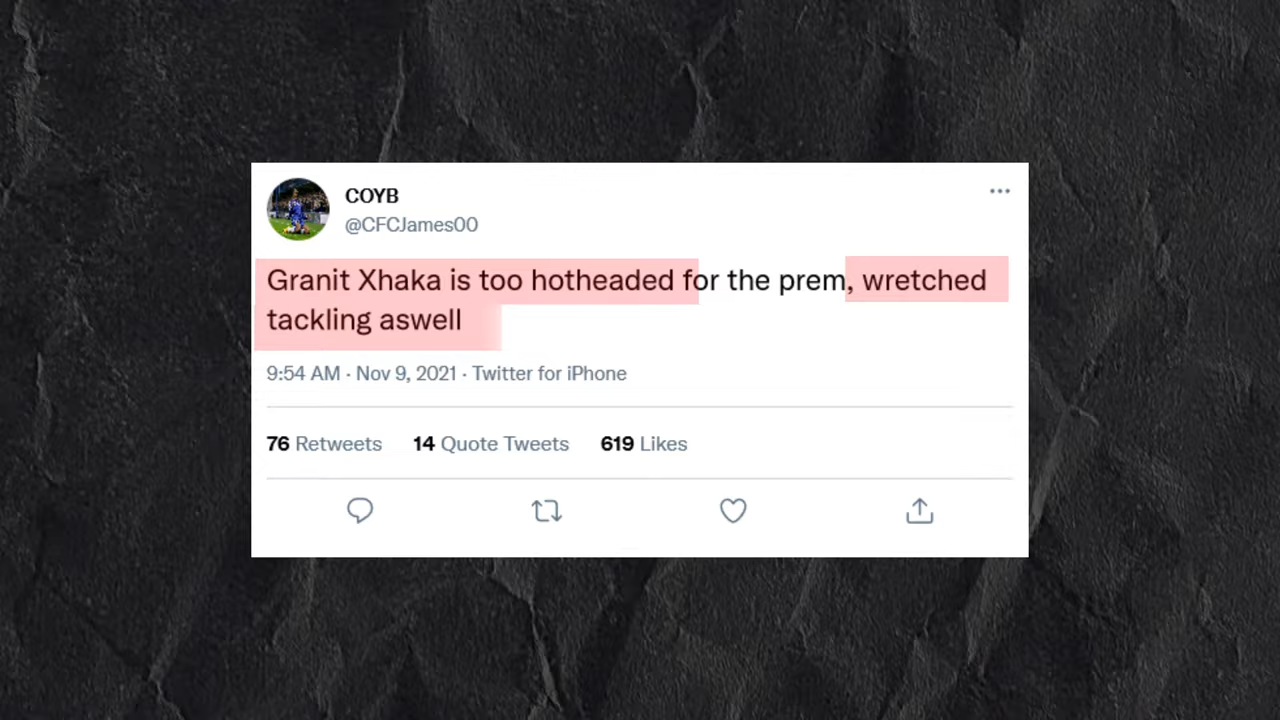 COYB
@CFCJames00
Granit Xhaka is too hotheaded for the prem, wretched
tackling aswell
9:54 AM · Nov 9, 2021 · Twitter for iPhone
76 Retweets 14 Quote Tweets 619 Likes